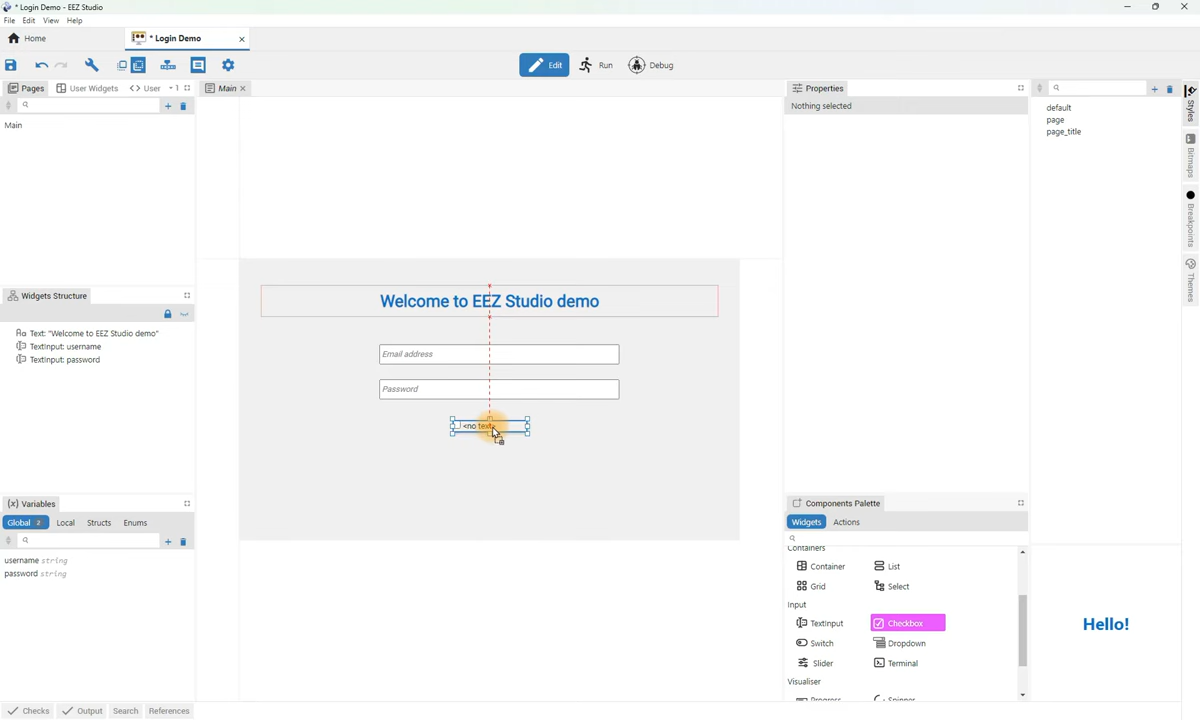 * Login Demo - EEZ Studio
File Edit View Help
Home * Login Demo
Edit Run Debug
Pages User Widgets <> User 1 Main Properties
Nothing selected
Main
default
page
page_title
Styles
Bitmaps
Breakpoints
Themes
Welcome to EEZ Studio demo
Email address
Password
<no text>
Widgets Structure
Text: "Welcome to EEZ Studio demo"
TextInput: username
TextInput: password
(x) Variables
Global 2 Local Structs Enums
username string
password string
Components Palette
Widgets Actions
Containers
Container List
Grid Select
Input
TextInput Checkbox
Switch Dropdown
Slider Terminal
Visualiser
Progress Spinner
Hello!
Checks Output Search References